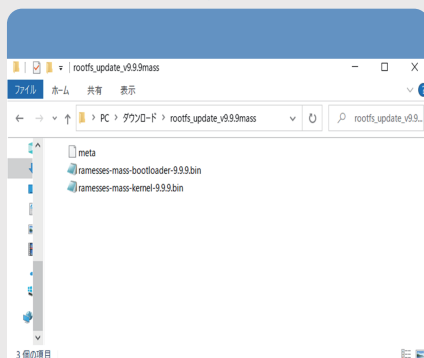 rootfs_update_v9.9.9mass
ファイル ホーム 共有 表示
PC > ダウンロード > rootfs_update_v9.9.9mass rootfs_update_v9.9...
meta
ramesses-mass-bootloader-9.9.9.bin
ramesses-mass-kernel-9.9.9.bin
3 個の項目